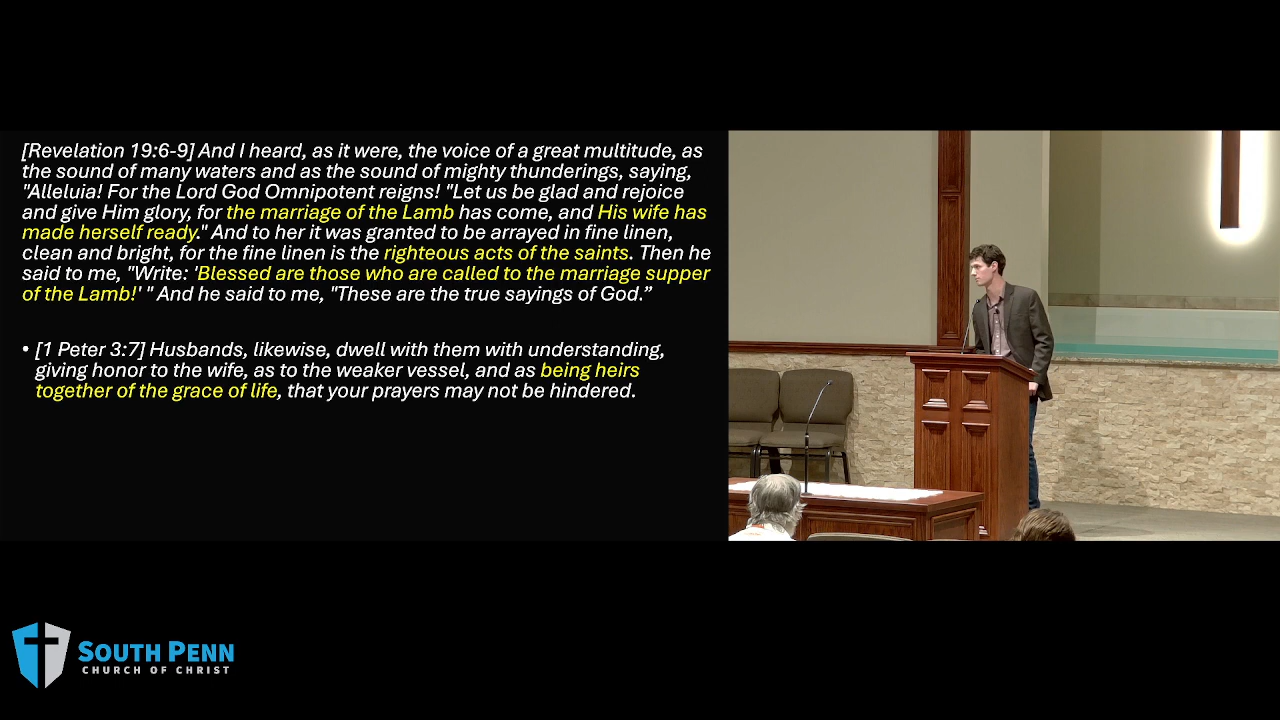 [Revelation 19:6-9] And I heard, as it were, the voice of a great multitude, as
the sound of many waters and as the sound of mighty thunderings, saying,
"Alleluia! For the Lord God Omnipotent reigns! "Let us be glad and rejoice
and give Him glory, for the marriage of the Lamb has come, and His wife has
made herself ready." And to her it was granted to be arrayed in fine linen,
clean and bright, for the fine linen is the righteous acts of the saints. Then he
said to me, "Write: 'Blessed are those who are called to the marriage supper
of the Lamb!' " And he said to me, "These are the true sayings of God.”
• [1 Peter 3:7] Husbands, likewise, dwell with them with understanding,
giving honor to the wife, as to the weaker vessel, and as being heirs
together of the grace of life, that your prayers may not be hindered.
SOUTH PENN
CHURCH OF CHRIST